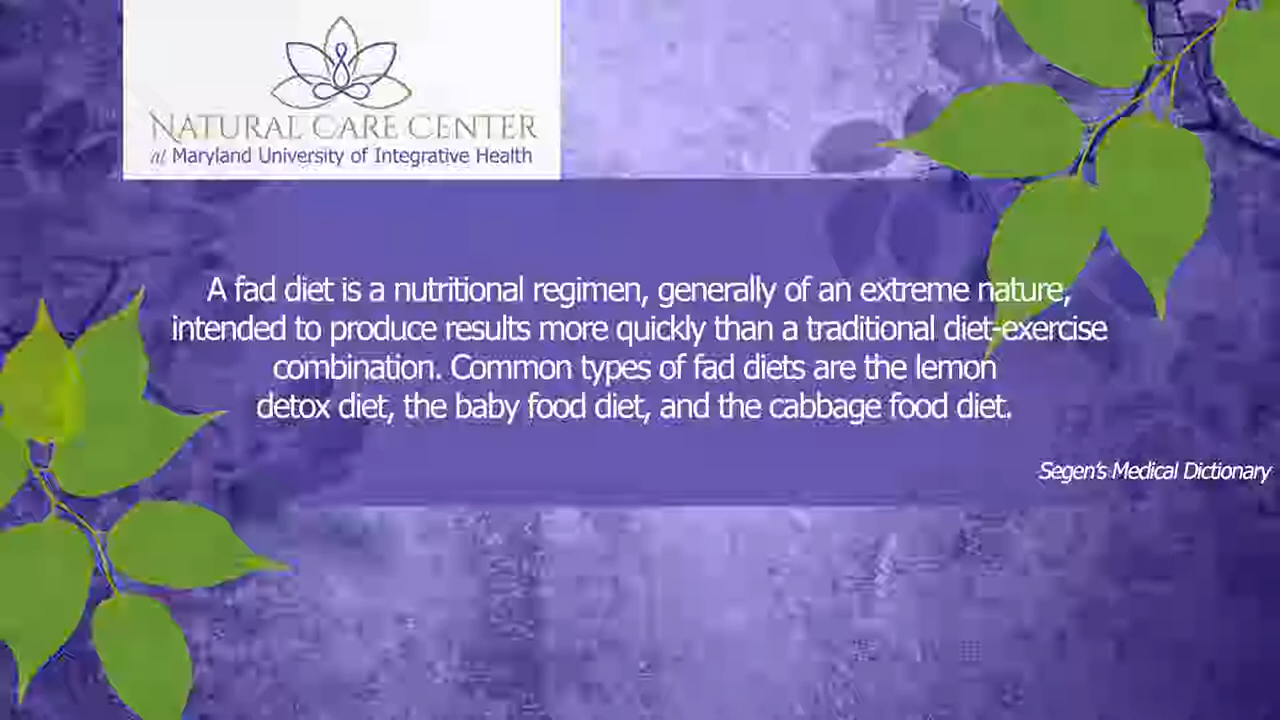 NATURAL CARE CENTER
at Maryland University of Integrative Health
A fad diet is a nutritional regimen, generally of an extreme nature,
intended to produce results more quickly than a traditional diet-exercise
combination. Common types of fad diets are the lemon
detox diet, the baby food diet, and the cabbage food diet.
Segen's Medical Dictionary